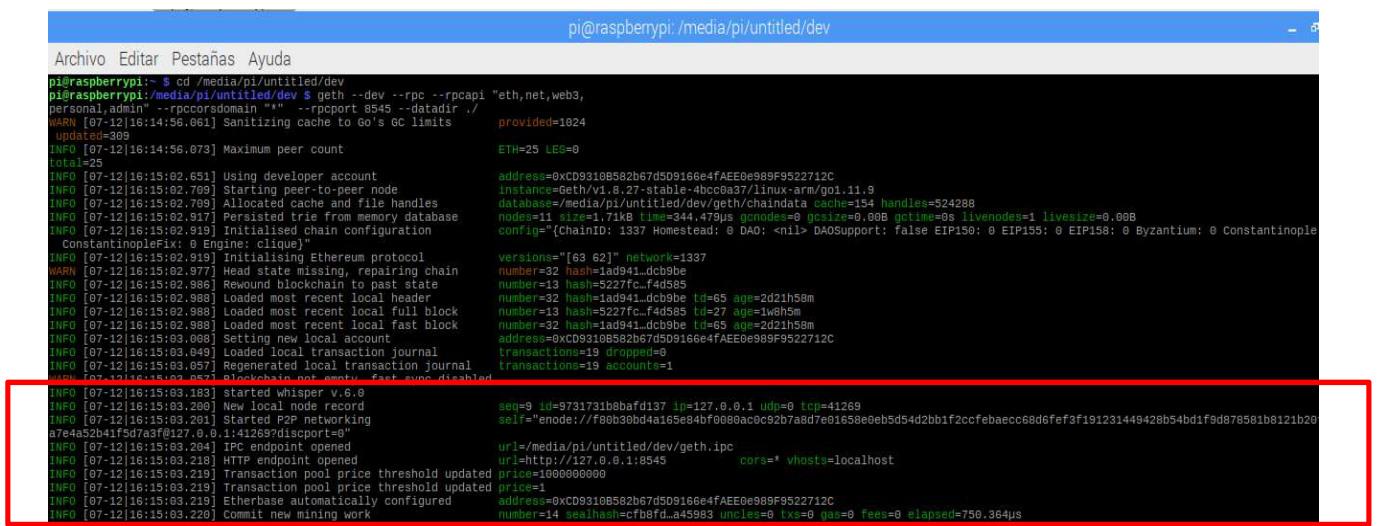 pi@raspberrypi: /media/pi/untitled/dev
Archivo Editar Pestañas Ayuda
pi@raspberrypi:~ $ cd /media/pi/untitled/dev
pi@raspberrypi:/media/pi/untitled/dev $ geth --dev --rpc --rpcapi "eth,net,web3,
personal,admin" --rpccorsdomain "*" --rpcport 8545 --datadir ./
WARN [07-12|16:14:56.061] Sanitizing cache to Go's GC limits provided=1024
updated=309
INFO [07-12|16:14:56.073] Maximum peer count ETH=25 LES=0
total=25
INFO [07-12|16:15:02.651] Using developer account address=0xCD9310B582b67d5D9166e4fAEE0e989F9522712C
INFO [07-12|16:15:02.709] Starting peer-to-peer node instance=Geth/v1.8.27-stable-4bcc0a37/linux-arm/go1.11.9
INFO [07-12|16:15:02.709] Allocated cache and file handles database=/media/pi/untitled/dev/geth/chaindata cache=154 handles=524288
INFO [07-12|16:15:02.917] Persisted trie from memory database nodes=11 size=1.71kB time=344.479µs gcnodes=0 gcsize=0.00B gctime=0s livenodes=1 livesize=0.00B
INFO [07-12|16:15:02.919] Initialised chain configuration config="{ChainID: 1337 Homestead: 0 DAO: <nil> DAOSupport: false EIP150: 0 EIP155: 0 EIP158: 0 Byzantium: 0 Constantinople
ConstantinopleFix: 0 Engine: clique}"
INFO [07-12|16:15:02.919] Initialising Ethereum protocol versions="[63 62]" network=1337
WARN [07-12|16:15:02.977] Head state missing, repairing chain number=32 hash=1ad941…dcb9be
INFO [07-12|16:15:02.986] Rewound blockchain to past state number=13 hash=5227fc…f4d585
INFO [07-12|16:15:02.988] Loaded most recent local header number=32 hash=1ad941…dcb9be td=65 age=2d21h58m
INFO [07-12|16:15:02.988] Loaded most recent local full block number=13 hash=5227fc…f4d585 td=27 age=1w8h5m
INFO [07-12|16:15:02.988] Loaded most recent local fast block number=32 hash=1ad941…dcb9be td=65 age=2d21h58m
INFO [07-12|16:15:03.008] Setting new local account address=0xCD9310B582b67d5D9166e4fAEE0e989F9522712C
INFO [07-12|16:15:03.049] Loaded local transaction journal transactions=19 dropped=0
INFO [07-12|16:15:03.057] Regenerated local transaction journal transactions=19 accounts=1
WARN [07-12|16:15:03.057] Blockchain not empty, fast sync disabled
INFO [07-12|16:15:03.183] started whisper v.6.0
INFO [07-12|16:15:03.200] New local node record seq=9 id=9731731b8bafd137 ip=127.0.0.1 udp=0 tcp=41269
INFO [07-12|16:15:03.201] Started P2P networking self="enode://f80b30bd4a165e84bf0080ac0c92b7a8d7e01658e0eb5d54d2bb1f2ccfebaecc68d6fef3f191231449428b54bd1f9d878581b8121b20
a7e4a52b41f5d7a3f@127.0.0.1:41269?discport=0"
INFO [07-12|16:15:03.204] IPC endpoint opened url=/media/pi/untitled/dev/geth.ipc
INFO [07-12|16:15:03.218] HTTP endpoint opened url=http://127.0.0.1:8545 cors=* vhosts=localhost
INFO [07-12|16:15:03.219] Transaction pool price threshold updated price=1000000000
INFO [07-12|16:15:03.219] Transaction pool price threshold updated price=1
INFO [07-12|16:15:03.219] Etherbase automatically configured address=0xCD9310B582b67d5D9166e4fAEE0e989F9522712C
INFO [07-12|16:15:03.220] Commit new mining work number=14 sealhash=cfb8fd…a45983 uncles=0 txs=0 gas=0 fees=0 elapsed=750.364µs